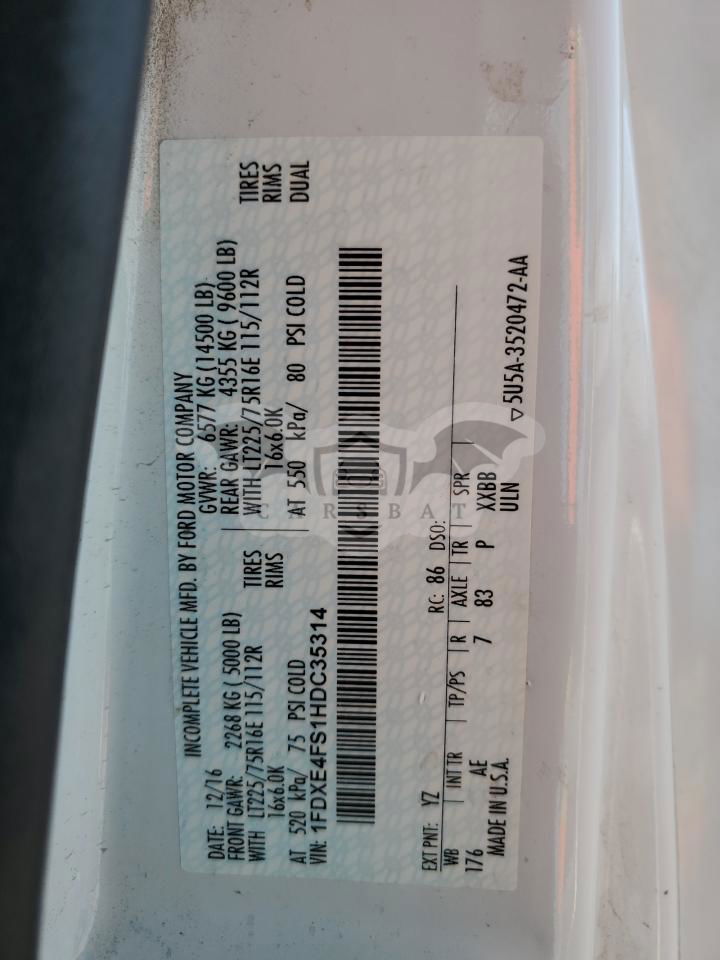 INCOMPLETE VEHICLE MFD. BY FORD MOTOR COMPANY
DATE: 12/16 GVWR: 6577 KG (14500 LB)
FRONT GAWR: 2268 KG ( 5000 LB) REAR GAWR: 4355 KG ( 9600 LB)
WITH LT225/75R16E 115/112R TIRES WITH LT225/75R16E 115/112R TIRES
16x6.0K RIMS 16x6.0K RIMS
AT 520 kPa/ 75 PSI COLD AT 550 kPa/ 80 PSI COLD DUAL
VIN: 1FDXE4FS1HDC35314
EXT PNT: YZ RC: 86 DSO:
WB | INT TR | TP/PS | R | AXLE | TR | SPR
176 AE 7 83 P XXBB
MADE IN U.S.A. ULN
▽5U5A-3520472-AA
CARSBAT